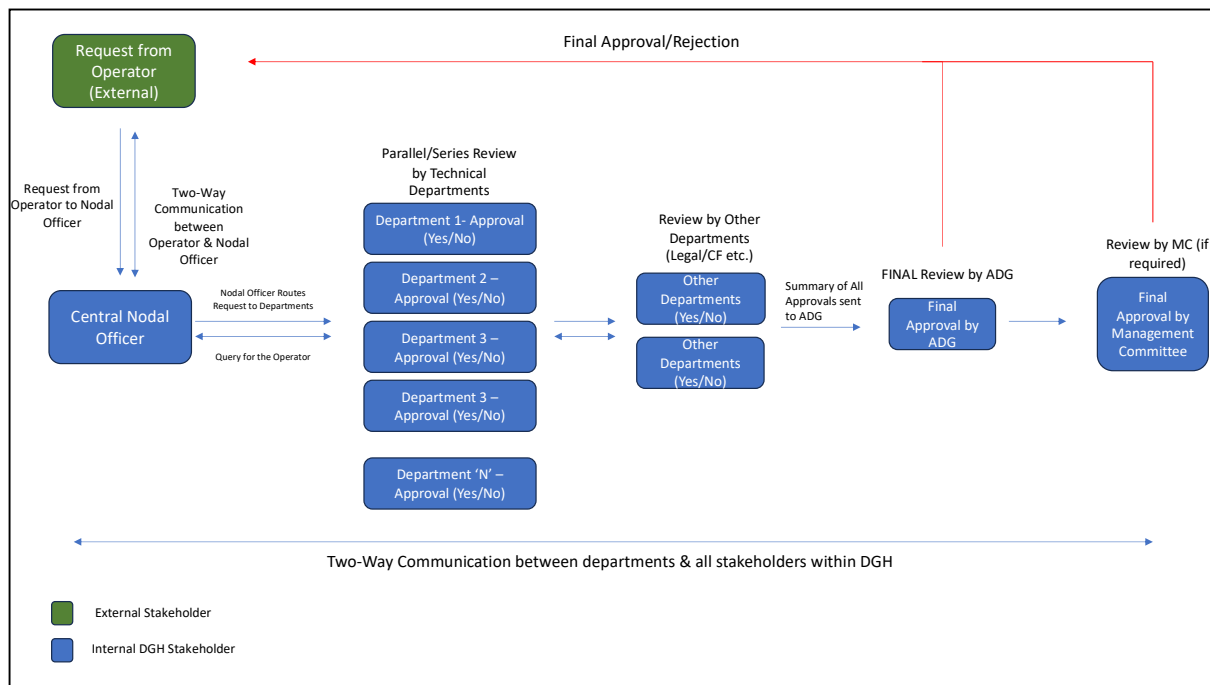 Final Approval/Rejection
Request from
Operator
(External)
Request from
Operator to Nodal
Officer
Two-Way
Communication
between
Operator & Nodal
Officer
Central Nodal
Officer
Nodal Officer Routes
Request to Departments
Query for the Operator
Parallel/Series Review
by Technical
Departments
Department 1- Approval
(Yes/No)
Department 2 –
Approval (Yes/No)
Department 3 –
Approval (Yes/No)
Department 3 –
Approval (Yes/No)
Department ‘N’ –
Approval (Yes/No)
Review by Other
Departments
(Legal/CF etc.)
Other
Departments
(Yes/No)
Other
Departments
(Yes/No)
Summary of All
Approvals sent
to ADG
FINAL Review by ADG
Final
Approval by
ADG
Review by MC (if
required)
Final
Approval by
Management
Committee
Two-Way Communication between departments & all stakeholders within DGH
External Stakeholder
Internal DGH Stakeholder